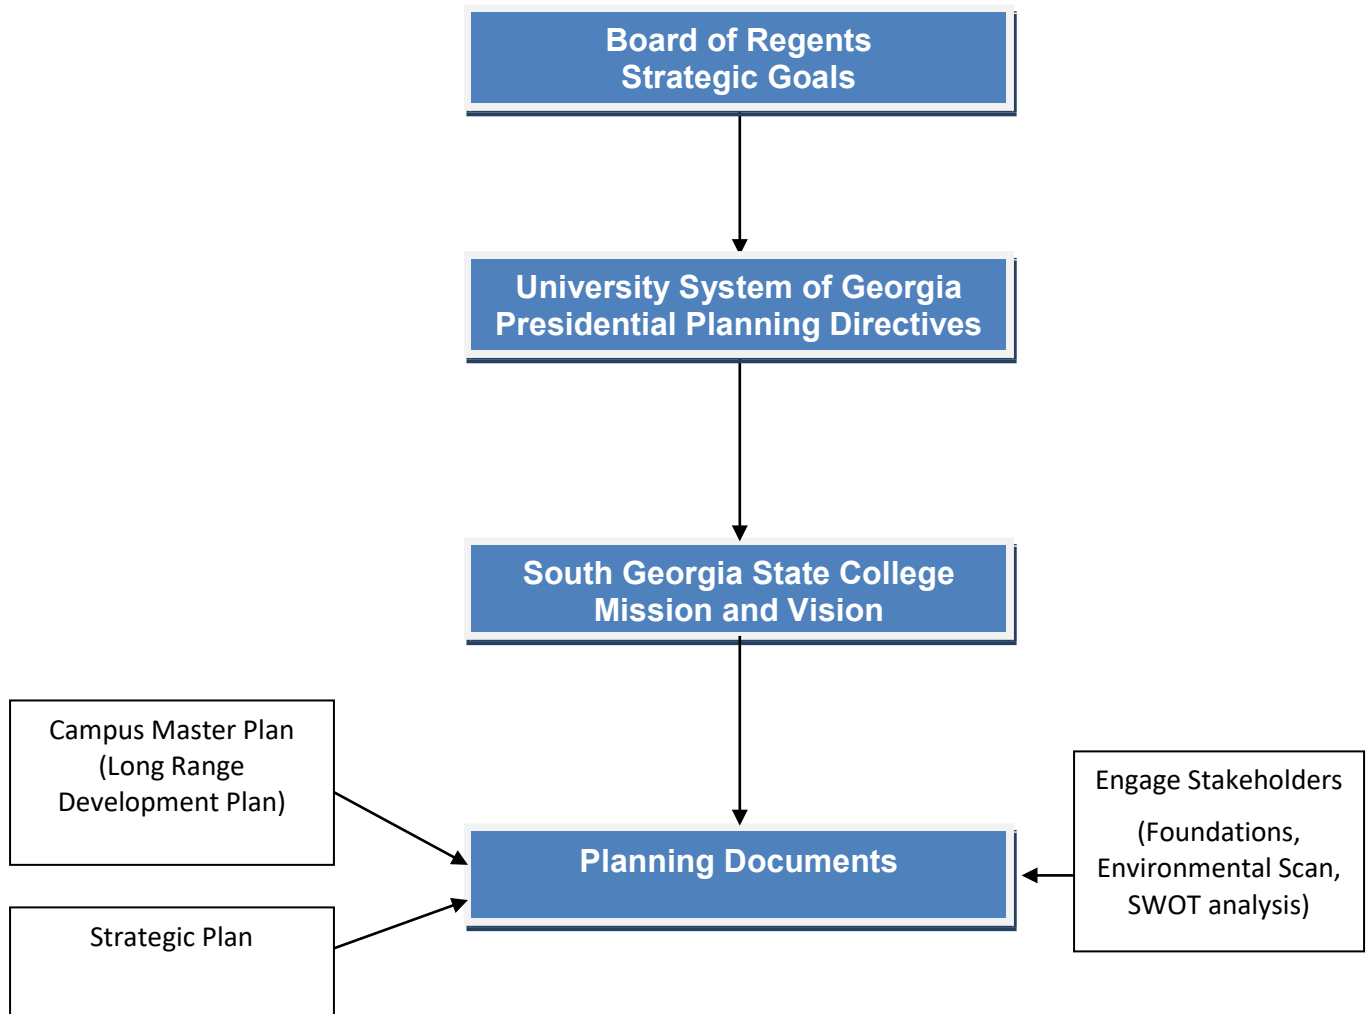 Board of Regents
Strategic Goals
University System of Georgia
Presidential Planning Directives
South Georgia State College
Mission and Vision
Campus Master Plan
(Long Range
Development Plan)
Planning Documents
Engage Stakeholders
(Foundations,
Environmental Scan,
SWOT analysis)
Strategic Plan